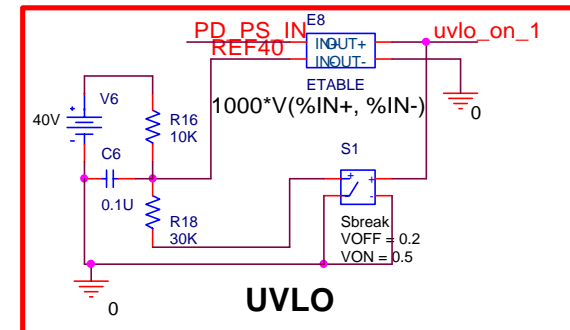 PD_PS_IN
E8
uvlo_on_1
REF40
IN+
OUT+
IN-
OUT-
ETABLE
1000*V(%IN+, %IN-)
0
V6
40V
R16
10K
C6
0.1U
R18
30K
S1
+
+
-
-
Sbreak
VOFF = 0.2
VON = 0.5
0
UVLO